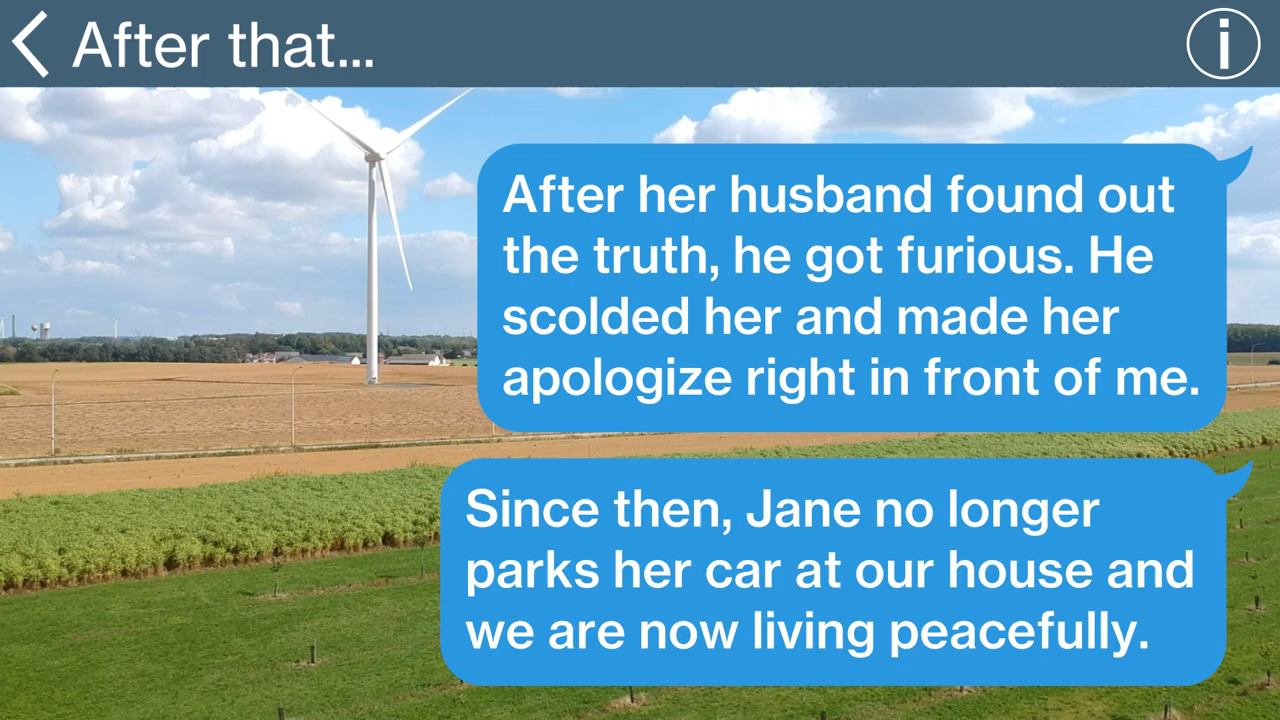 After that...
After her husband found out
the truth, he got furious. He
scolded her and made her
apologize right in front of me.
Since then, Jane no longer
parks her car at our house and
we are now living peacefully.